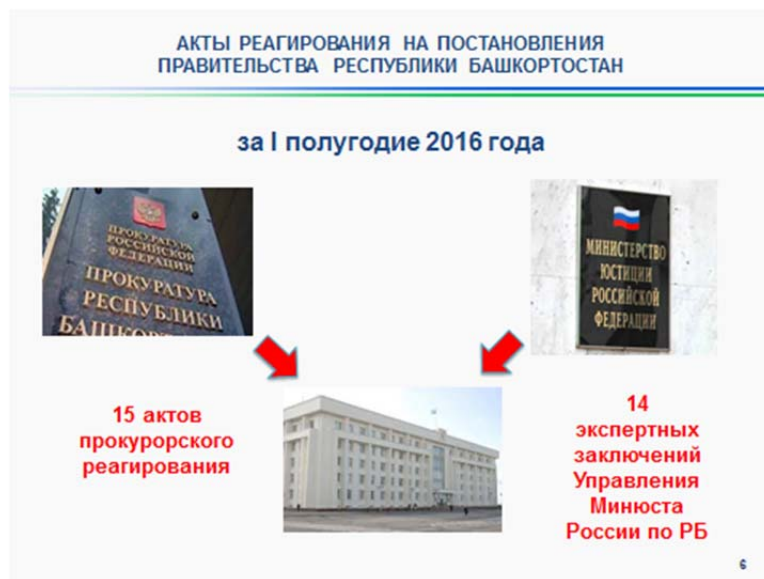 АКТЫ РЕАГИРОВАНИЯ НА ПОСТАНОВЛЕНИЯ
ПРАВИТЕЛЬСТВА РЕСПУБЛИКИ БАШКОРТОСТАН
за I полугодие 2016 года
ПРОКУРАТУРА
РОССИЙСКОЙ
ФЕДЕРАЦИИ
ПРОКУРАТУРА
РЕСПУБЛИКИ
МИНИСТЕРСТВО
ЮСТИЦИИ
РОССИЙСКОЙ
ФЕДЕРАЦИИ
15 актов
прокурорского
реагирования
14
экспертных
заключений
Управления
Минюста
России по РБ
6